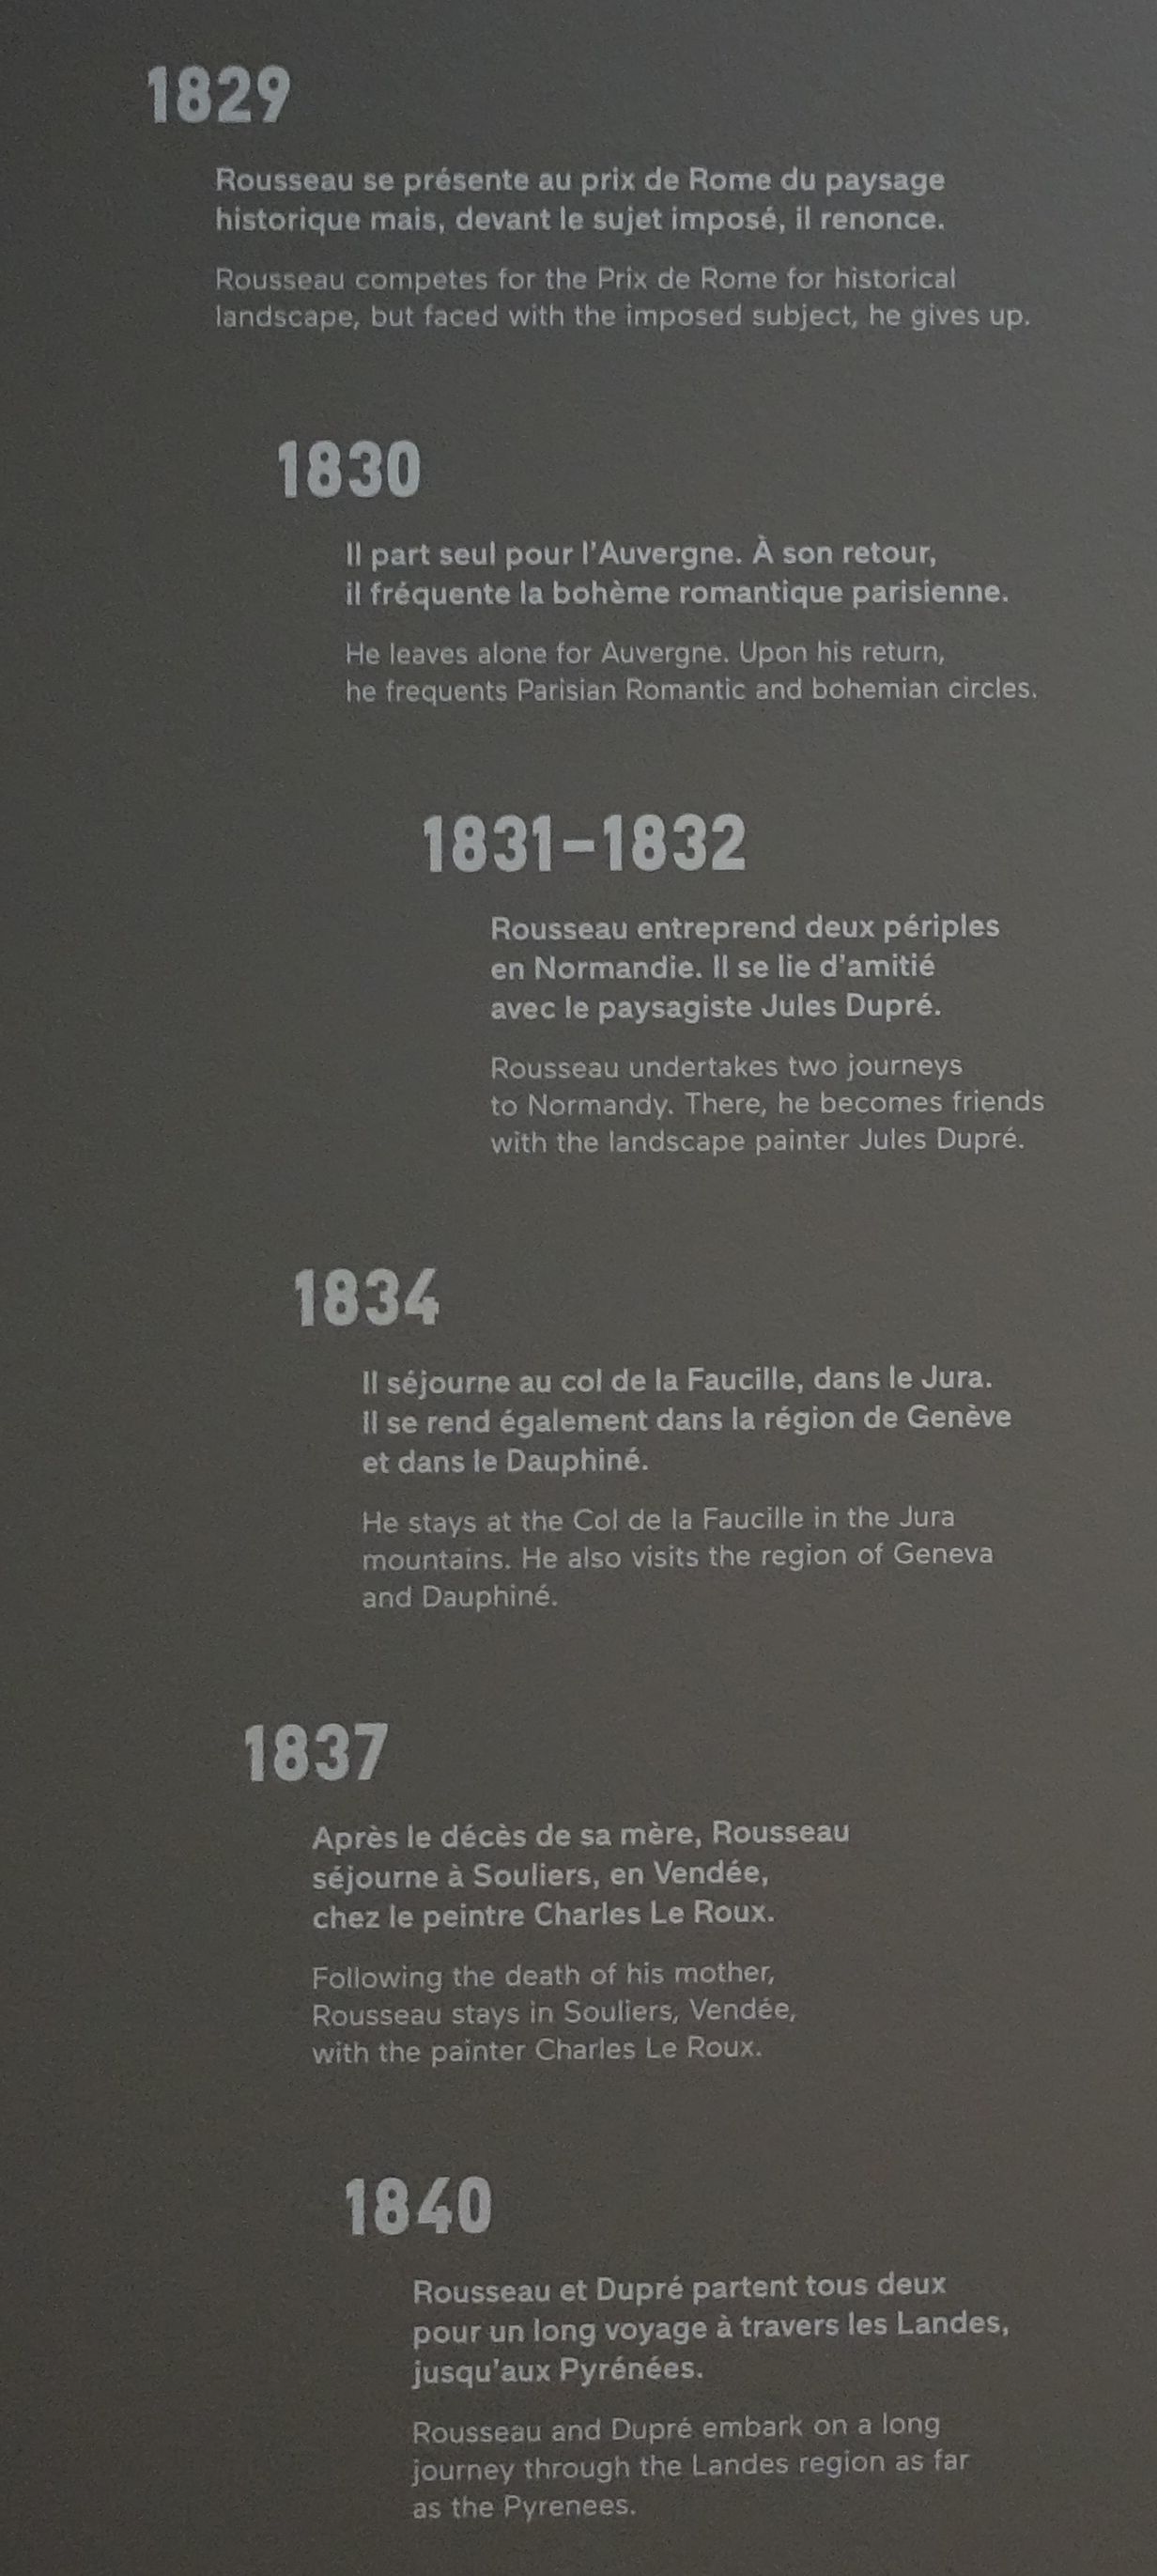 1829
Rousseau se présente au prix de Rome du paysage
historique mais, devant le sujet imposé, il renonce.
Rousseau competes for the Prix de Rome for historical
landscape, but faced with the imposed subject, he gives up.
1830
Il part seul pour l'Auvergne. À son retour,
il fréquente la bohème romantique parisienne.
He leaves alone for Auvergne. Upon his return,
he frequents Parisian Romantic and bohemian circles.
1831–1832
Rousseau entreprend deux périples
en Normandie. Il se lie d'amitié
avec le paysagiste Jules Dupré.
Rousseau undertakes two journeys
to Normandy. There, he becomes friends
with the landscape painter Jules Dupré.
1834
Il séjourne au col de la Faucille, dans le Jura.
Il se rend également dans la région de Genève
et dans le Dauphiné.
He stays at the Col de la Faucille in the Jura
mountains. He also visits the region of Geneva
and Dauphiné.
1837
Après le décès de sa mère, Rousseau
séjourne à Souliers, en Vendée,
chez le peintre Charles Le Roux.
Following the death of his mother,
Rousseau stays in Souliers, Vendée,
with the painter Charles Le Roux.
1840
Rousseau et Dupré partent tous deux
pour un long voyage à travers les Landes,
jusqu'aux Pyrénées.
Rousseau and Dupré embark on a long
journey through the Landes region as far
as the Pyrenees.